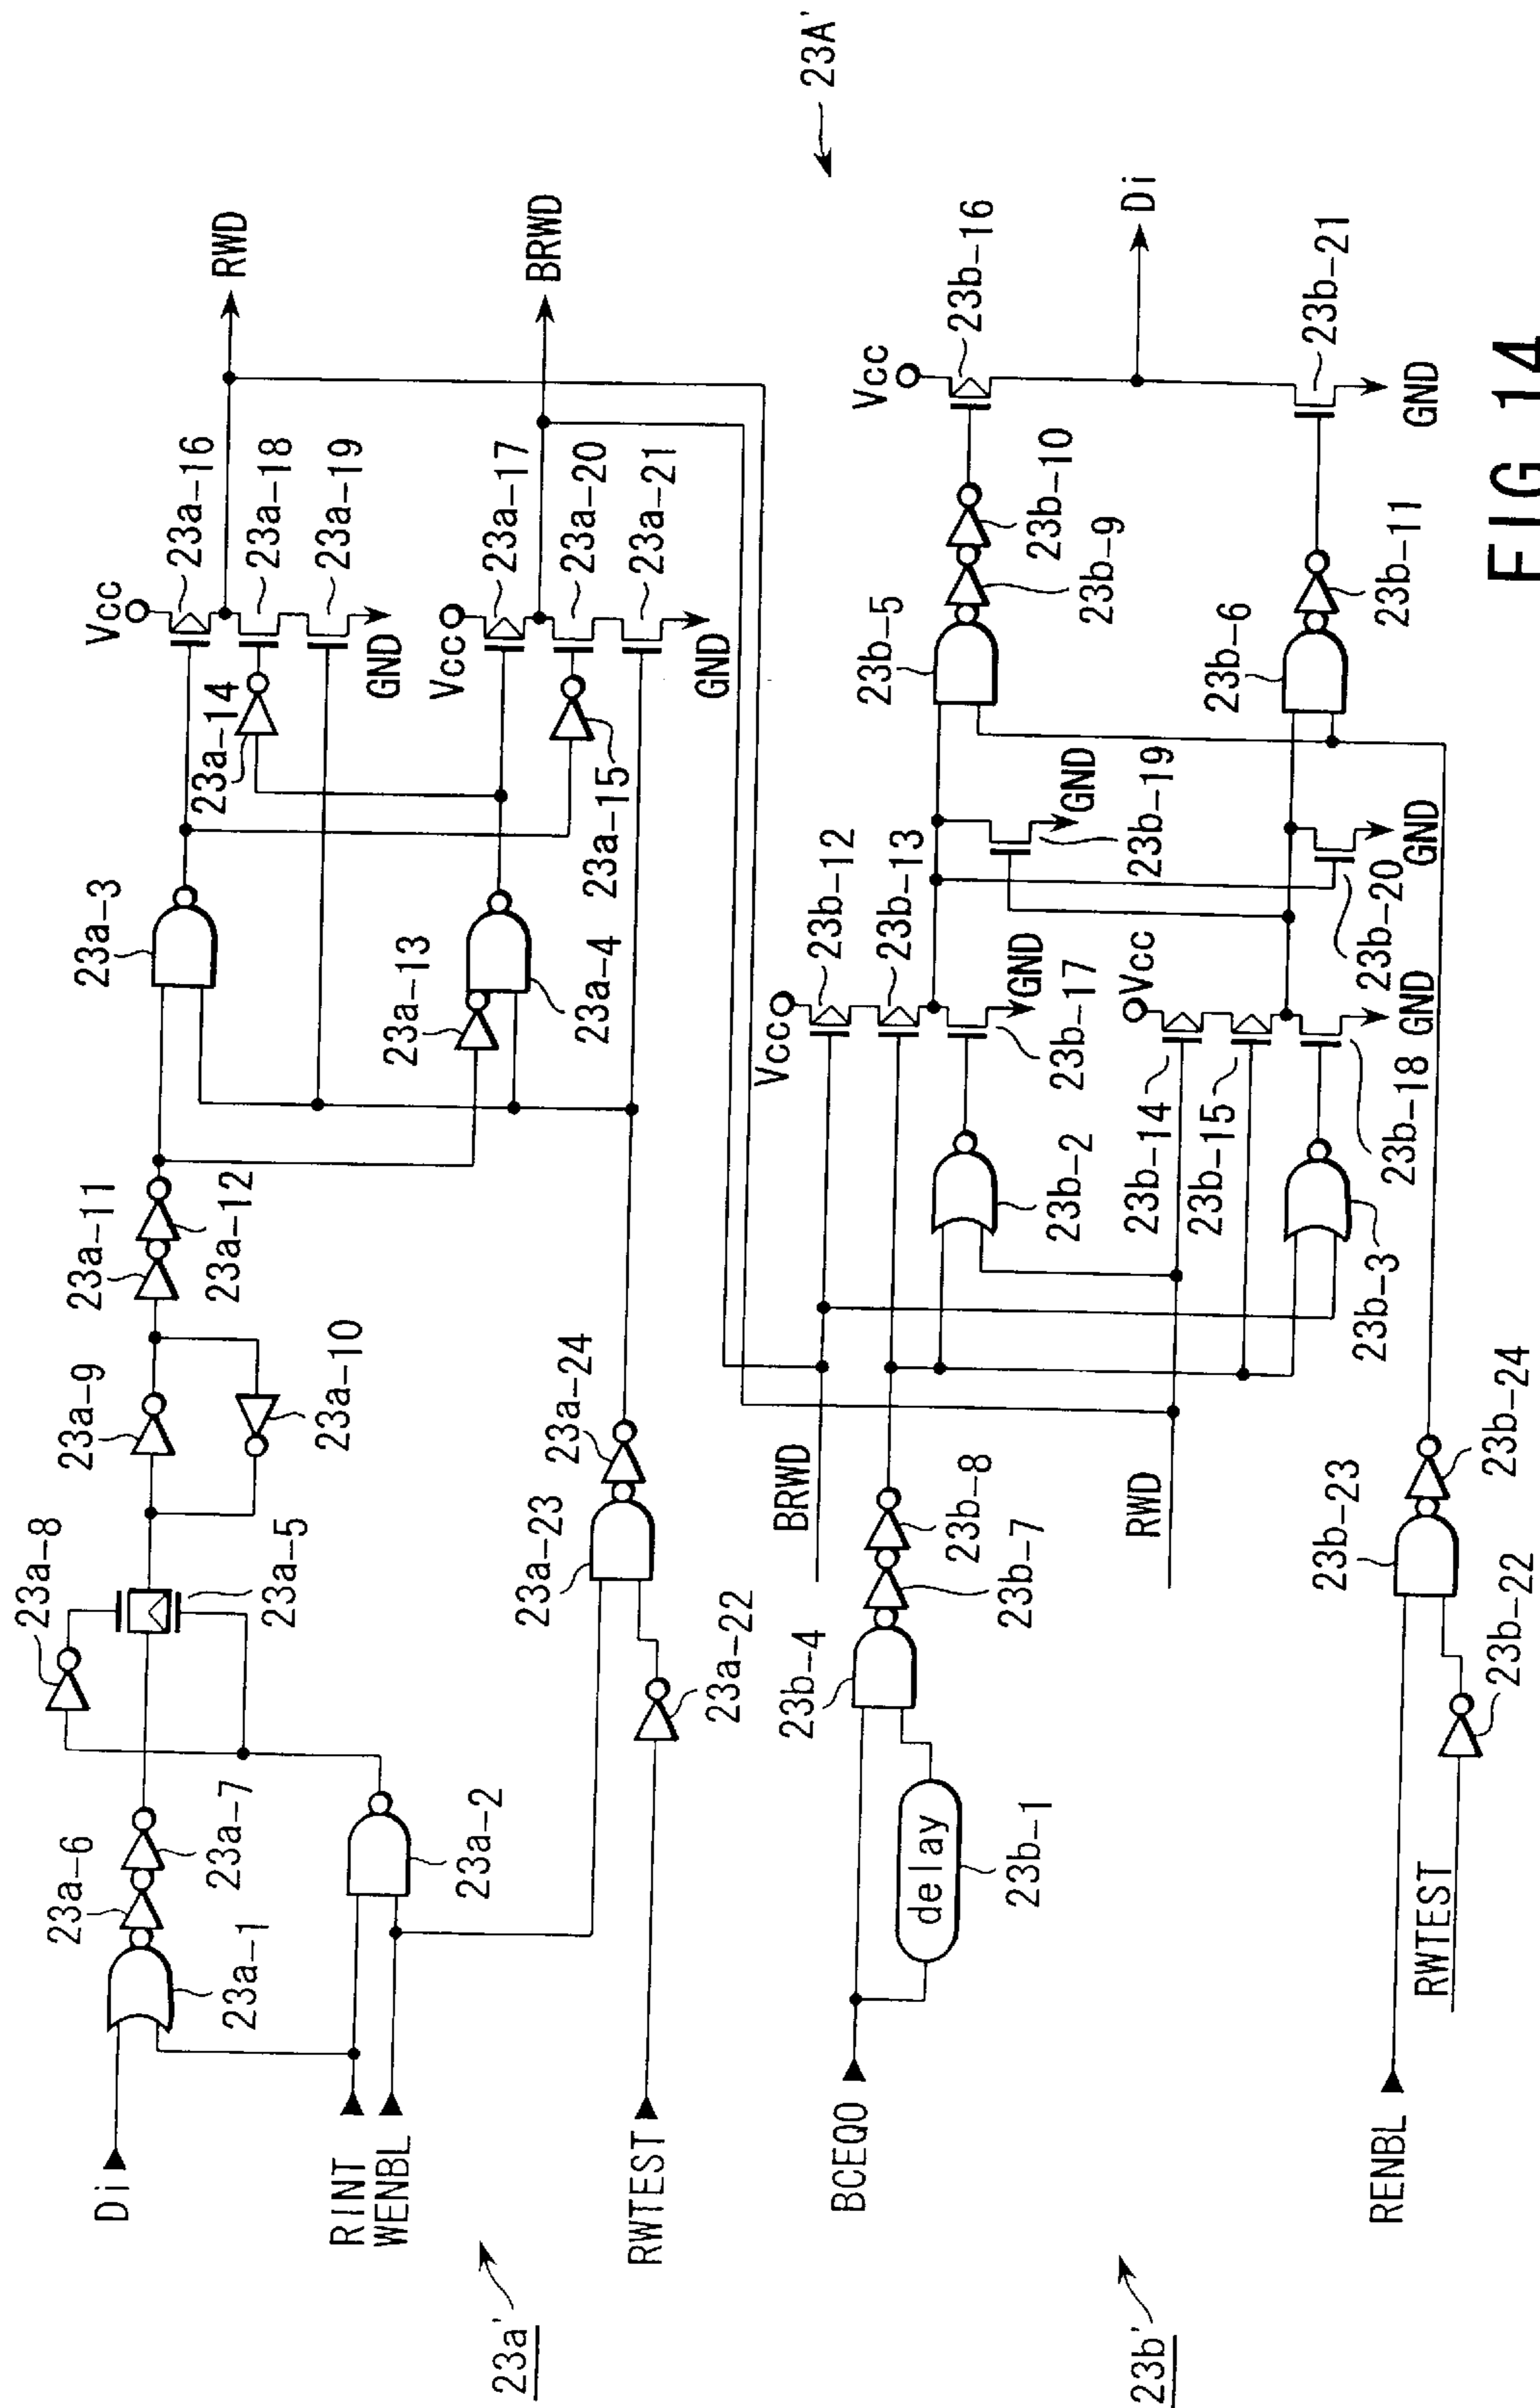 23a'
Di
RINT
WENBL
RWTEST
23a-1
23a-6
23a-7
23a-2
23a-8
23a-5
23a-22
23a-23
23a-24
23a-9
23a-10
23a-11
23a-12
23a-3
23a-13
23a-4
23a-14
23a-15
Vcc
23a-16
23a-18
23a-19
GND
Vcc
23a-17
23a-20
23a-21
GND
RWD
BRWD
23A'
23b'
BCEQ0
delay
23b-1
23b-4
23b-7
23b-8
BRWD
RWD
RENBL
RWTEST
23b-22
23b-23
23b-24
23b-2
23b-3
23b-14
23b-15
Vcc
23b-12
23b-13
23b-17
GND
Vcc
23b-18
GND
23b-19
GND
23b-20
GND
23b-5
23b-6
23b-9
23b-10
23b-11
Vcc
23b-16
23b-21
GND
Di
FIG. 14